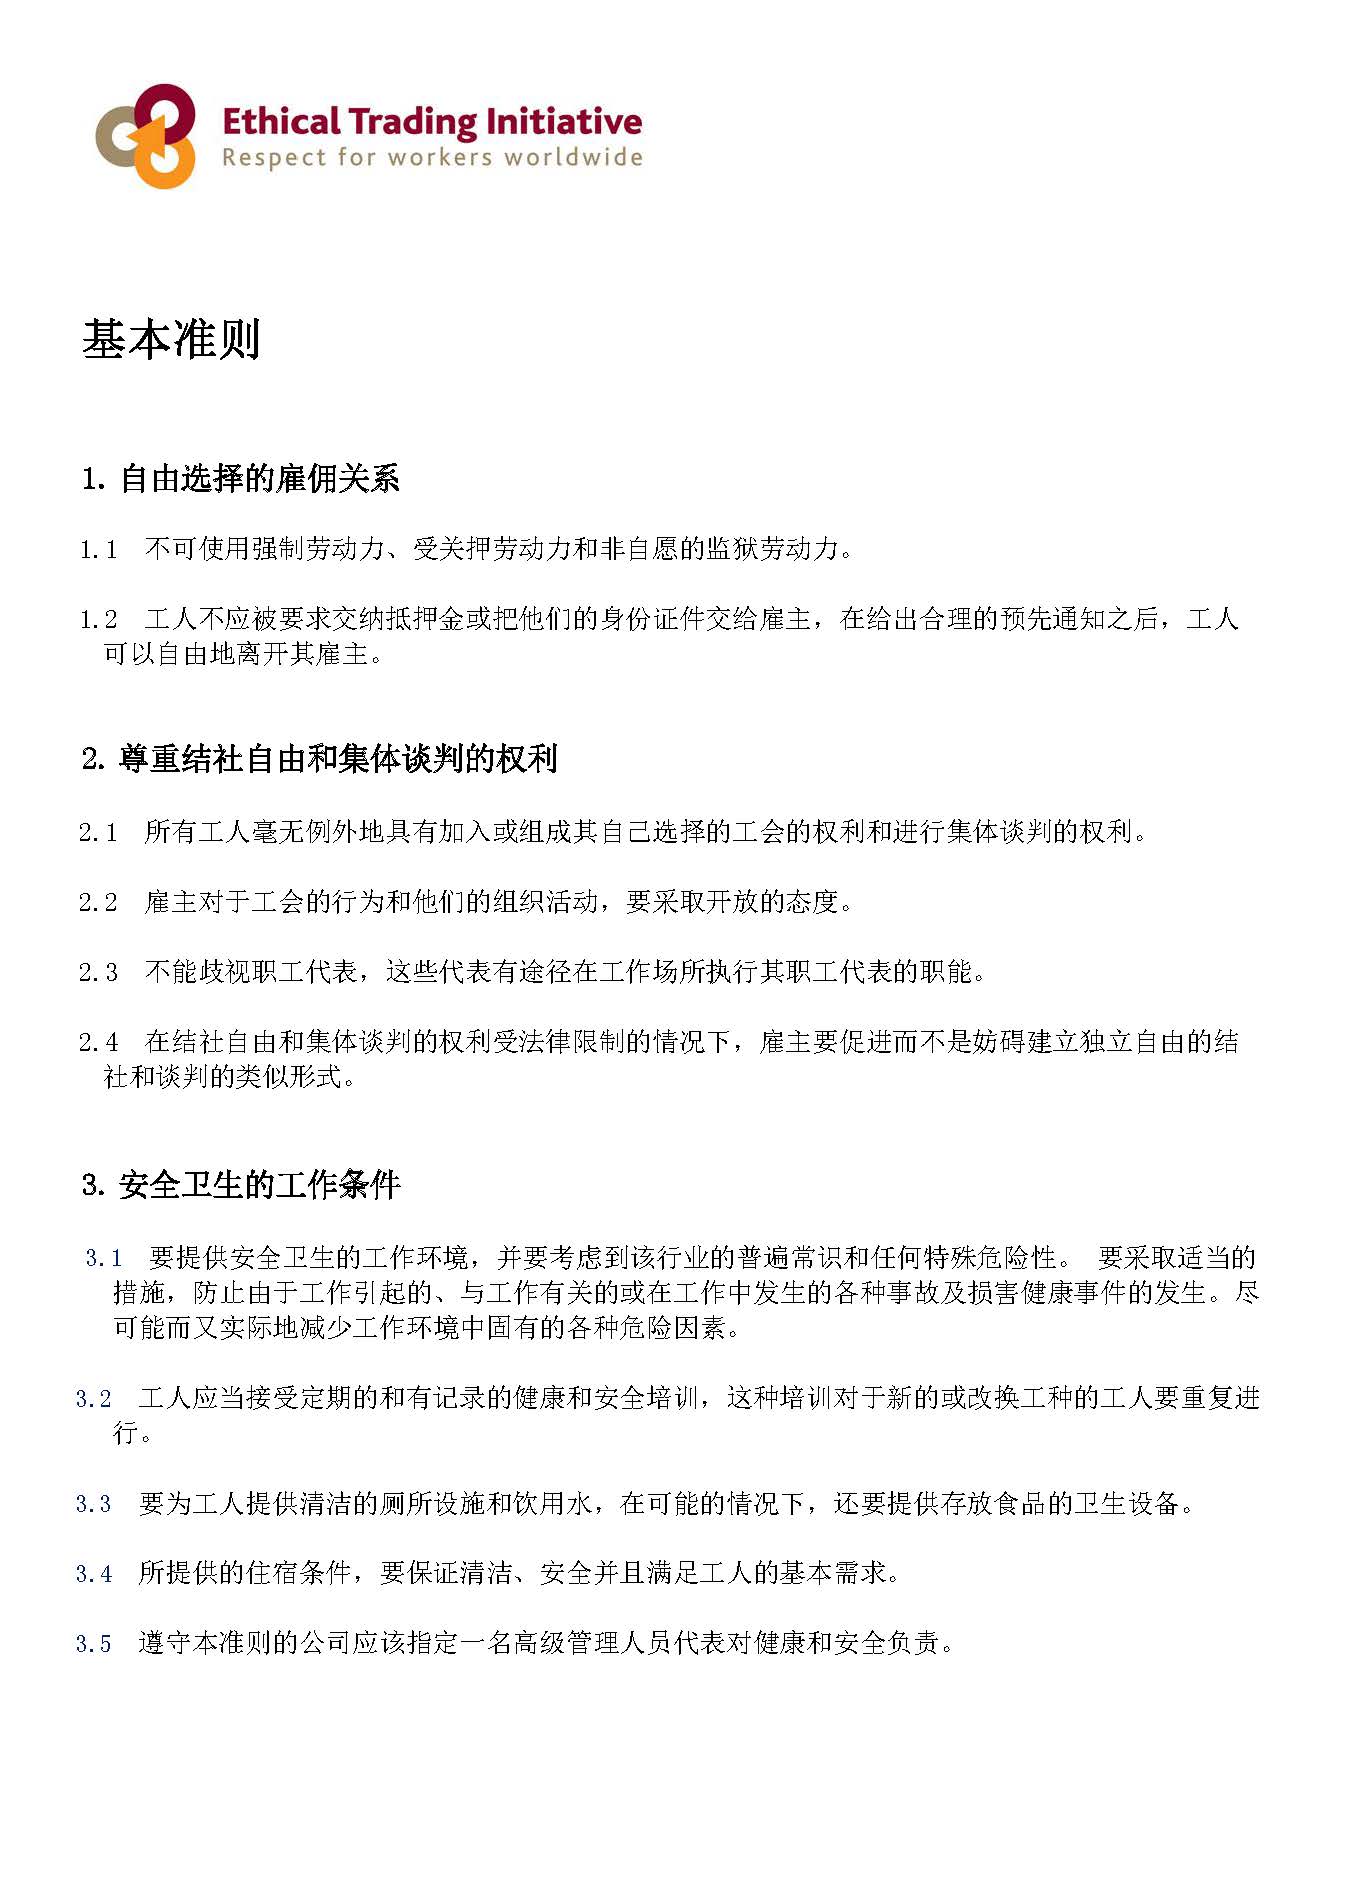 Ethical Trading Initiative
Respect for workers worldwide
基本准则
1. 自由选择的雇佣关系
1.1 不可使用强制劳动力、受关押劳动力和非自愿的监狱劳动力。
1.2 工人不应被要求交纳抵押金或把他们的身份证件交给雇主，在给出合理的预先通知之后，工人
可以自由地离开其雇主。
2. 尊重结社自由和集体谈判的权利
2.1 所有工人毫无例外地具有加入或组成其自己选择的工会的权利和进行集体谈判的权利。
2.2 雇主对于工会的行为和他们的组织活动，要采取开放的态度。
2.3 不能歧视职工代表，这些代表有途径在工作场所执行其职工代表的职能。
2.4 在结社自由和集体谈判的权利受法律限制的情况下，雇主要促进而不是妨碍建立独立自由的结
社和谈判的类似形式。
3. 安全卫生的工作条件
3.1 要提供安全卫生的工作环境，并要考虑到该行业的普遍常识和任何特殊危险性。 要采取适当的
措施，防止由于工作引起的、与工作有关的或在工作中发生的各种事故及损害健康事件的发生。尽
可能而又实际地减少工作环境中固有的各种危险因素。
3.2 工人应当接受定期的和有记录的健康和安全培训，这种培训对于新的或改换工种的工人要重复进
行。
3.3 要为工人提供清洁的厕所设施和饮用水，在可能的情况下，还要提供存放食品的卫生设备。
3.4 所提供的住宿条件，要保证清洁、安全并且满足工人的基本需求。
3.5 遵守本准则的公司应该指定一名高级管理人员代表对健康和安全负责。